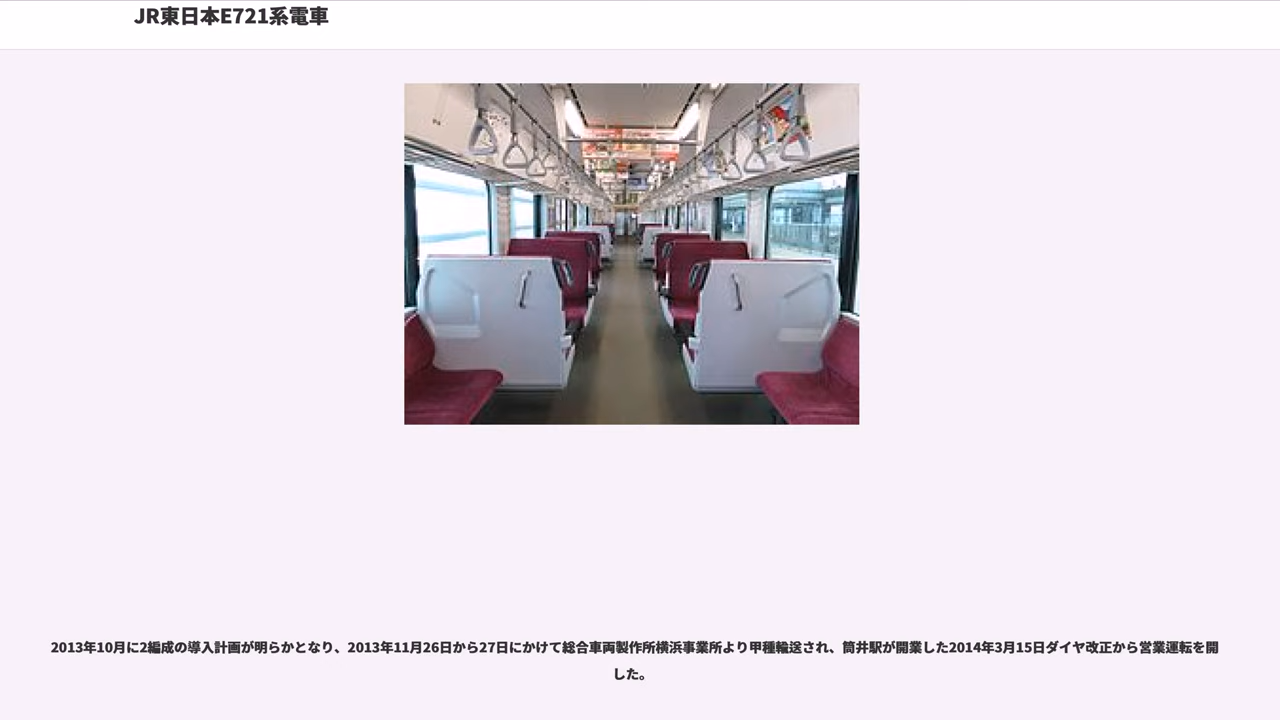 JR東日本E721系電車
2013年10月に2編成の導入計画が明らかとなり、2013年11月26日から27日にかけて総合車両製作所横浜事業所より甲種輸送され、筒井駅が開業した2014年3月15日ダイヤ改正から営業運転を開
した。